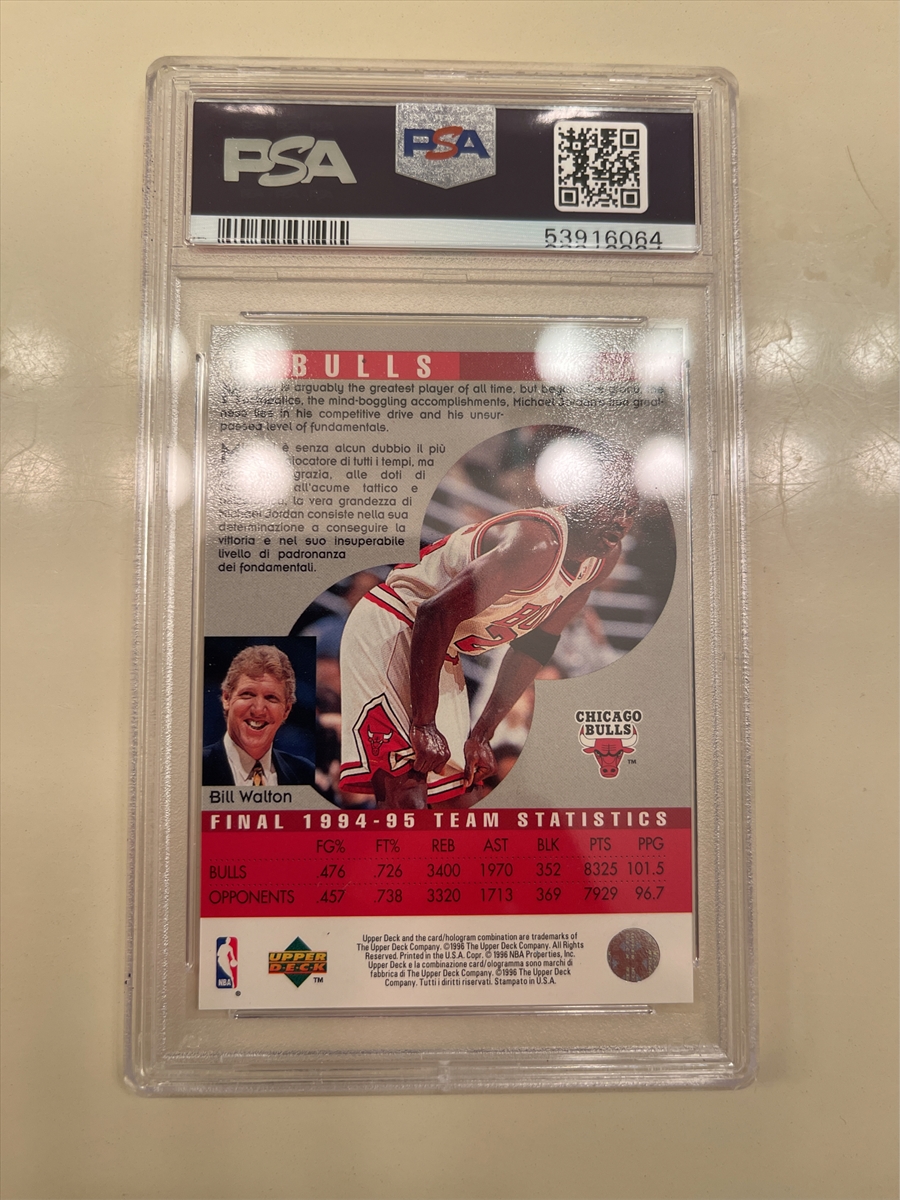 PSA
PSA
53916064
BULLS
is arguably the greatest player of all time, but
the mind-boggling accomplishments, Michael Jordan's true great-
ness lies in his competitive drive and his unsur-
passed level of fundamentals.
è senza alcun dubbio il più
giocatore di tutti i tempi, ma
grazia, alle doti di
all'acume tattico e
la vera grandezza di
Michael Jordan consiste nella sua
determinazione a conseguire la
vittoria e nel suo insuperabile
livello di padronanza
dei fondamentali.
BUL
2
CHICAGO
BULLS
TM
Bill Walton
FINAL 1994-95 TEAM STATISTICS
FG% FT% REB AST BLK PTS PPG
BULLS .476 .726 3400 1970 352 8325 101.5
OPPONENTS .457 .738 3320 1713 369 7929 96.7
NBA ®
UPPER
DECK
TM
Upper Deck and the card/hologram combination are trademarks of
The Upper Deck Company. ©1996 The Upper Deck Company. All Rights
Reserved. Printed in the U.S.A. Copr. © 1996 NBA Properties, Inc.
Upper Deck e la combinazione card/ologramma sono marchi di
fabbrica di The Upper Deck Company. ©1996 The Upper Deck
Company. Tutti i diritti riservati. Stampato in U.S.A.